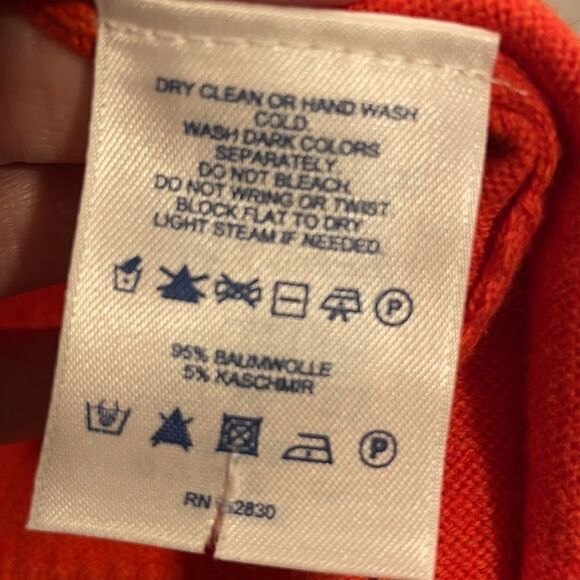 DRY CLEAN OR HAND WASH
COLD.
WASH DARK COLORS
SEPARATELY.
DO NOT BLEACH.
DO NOT WRING OR TWIST.
BLOCK FLAT TO DRY.
LIGHT STEAM IF NEEDED.
P
95% BAUMWOLLE
5% KASCHMIR
P
RN